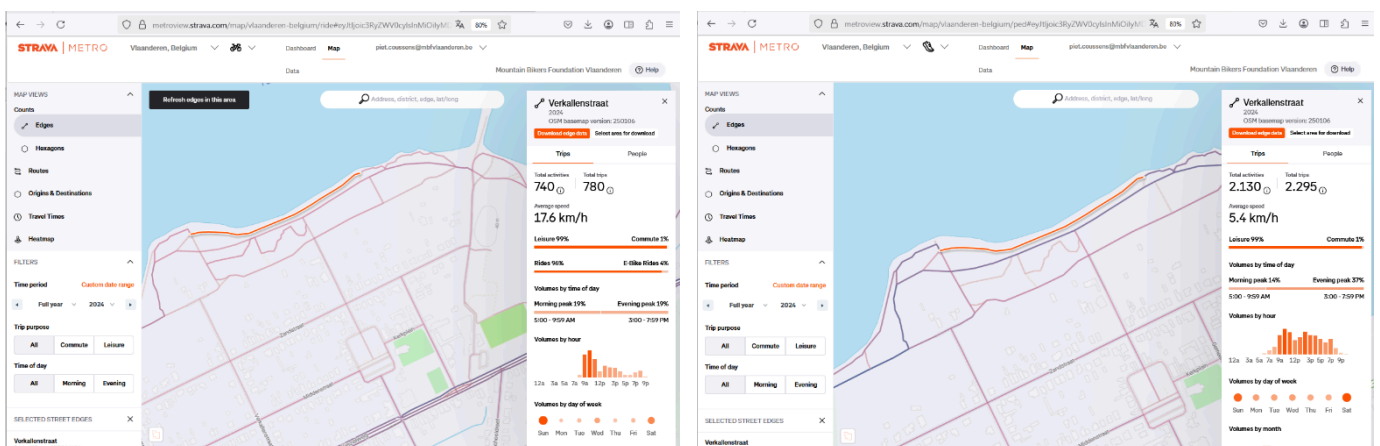 metroview.strava.com/map/vlaanderen-belgium/ride#eyJtIjoic3RyZWV0cyIsInMiOiIyM
80%
STRAVA | METRO
Vlaanderen, Belgium
Dashboard
Map
piet.coussens@mbfvlaanderen.be
Data
Mountain Bikers Foundation Vlaanderen
Help
MAP VIEWS
Counts
Edges
Hexagons
Routes
Origins & Destinations
Travel Times
Heatmap
FILTERS
Time period
Custom date range
Full year
2024
Trip purpose
All
Commute
Leisure
Time of day
All
Morning
Evening
SELECTED STREET EDGES
Verkallenstraat
Refresh edges in this area
Address, district, edge, lat/long
Zandstraat
Kerkplein
Middenstraat
Verkallenstraat
2024
OSM basemap version: 250106
Download edge data
Select area for download
Trips
People
Total activities
Total trips
740
780
Average speed
17.6 km/h
Leisure 99%
Commute 1%
Rides 96%
E-Bike Rides 4%
Volumes by time of day
Morning peak 19%
Evening peak 19%
5:00 - 9:59 AM
3:00 - 7:59 PM
Volumes by hour
12a 3a 5a 7a 9a 12p 3p 5p 7p 9p
Volumes by day of week
Sun Mon Tue Wed Thu Fri Sat
metroview.strava.com/map/vlaanderen-belgium/ped#eyJtIjoic3RyZWV0cyIsInMiOiIyM
80%
STRAVA | METRO
Vlaanderen, Belgium
Dashboard
Map
piet.coussens@mbfvlaanderen.be
Data
Mountain Bikers Foundation Vlaanderen
Help
MAP VIEWS
Counts
Edges
Hexagons
Routes
Origins & Destinations
Travel Times
Heatmap
FILTERS
Time period
Custom date range
Full year
2024
Trip purpose
All
Commute
Leisure
Time of day
All
Morning
Evening
SELECTED STREET EDGES
Verkallenstraat
Address, district, edge, lat/long
Zandstraat
Kerkplein
Verkallenstraat
2024
OSM basemap version: 250106
Download edge data
Select area for download
Trips
People
Total activities
Total trips
2.130
2.295
Average speed
5.4 km/h
Leisure 99%
Commute 1%
Volumes by time of day
Morning peak 14%
Evening peak 37%
5:00 - 9:59 AM
3:00 - 7:59 PM
Volumes by hour
12a 3a 5a 7a 9a 12p 3p 5p 7p 9p
Volumes by day of week
Sun Mon Tue Wed Thu Fri Sat
Volumes by month